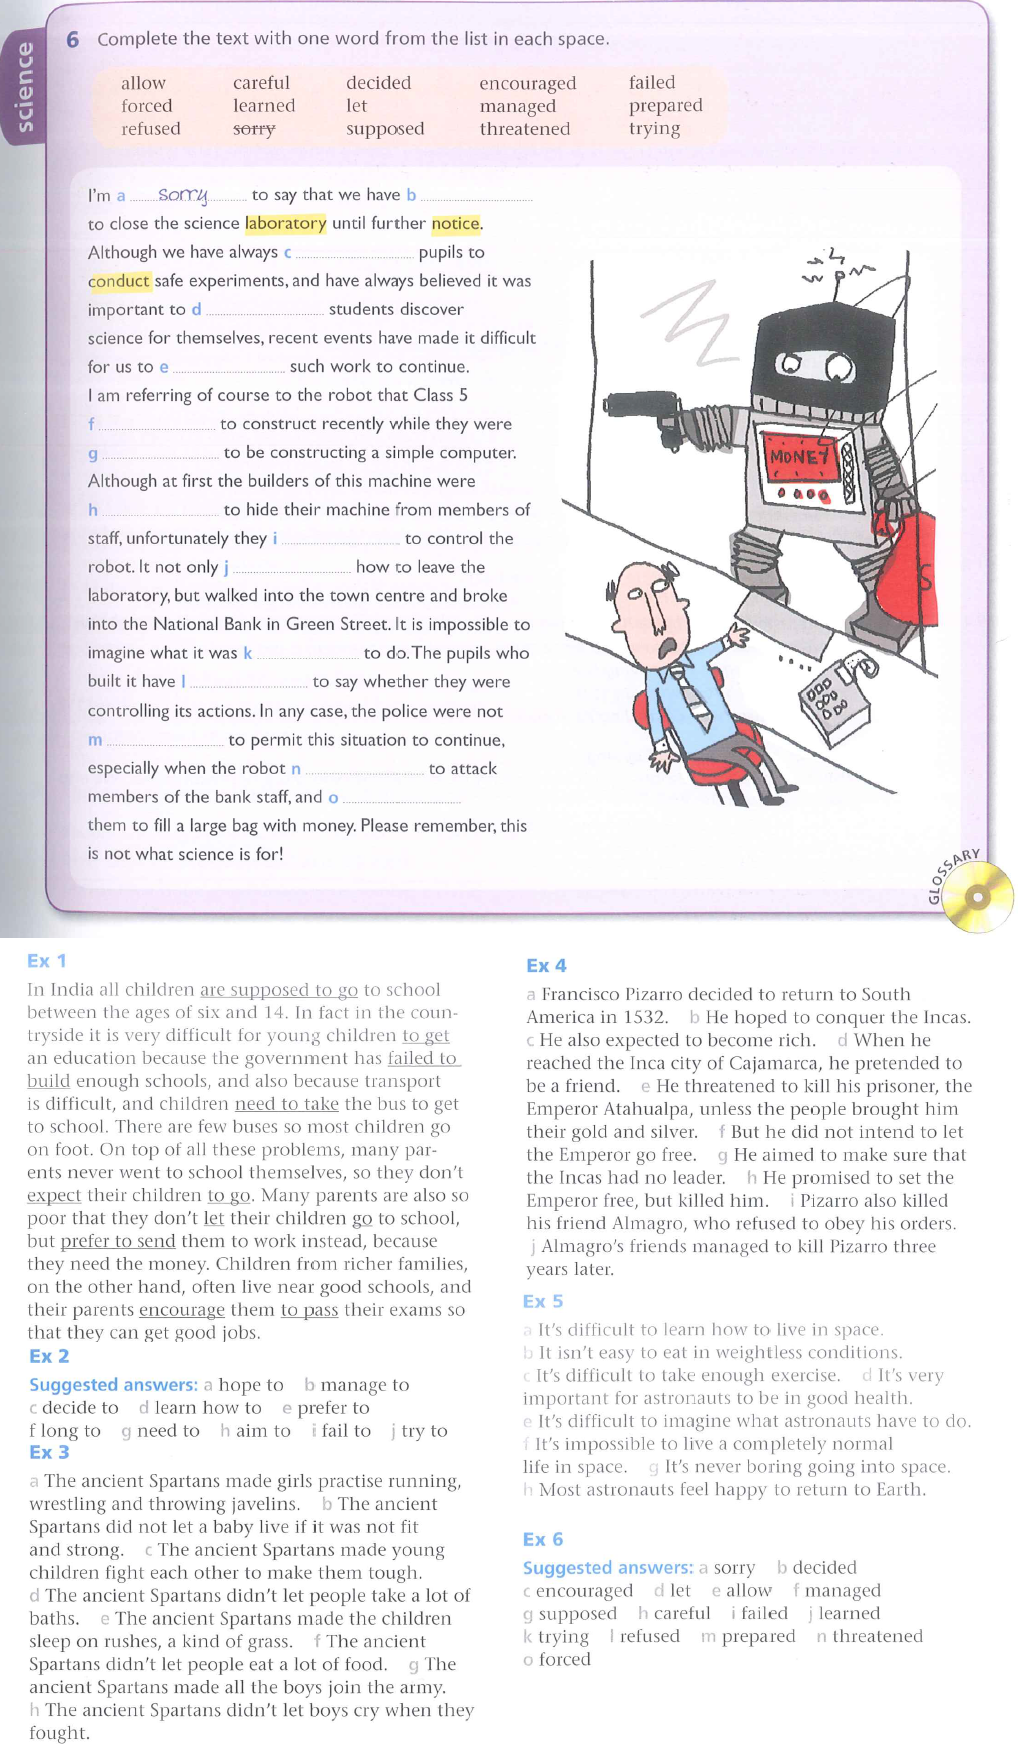 science
6 Complete the text with one word from the list in each space.
allow careful decided encouraged failed
forced learned let managed prepared
refused sorry supposed threatened trying
I'm a sorry to say that we have b
to close the science laboratory until further notice.
Although we have always c pupils to
conduct safe experiments, and have always believed it was
important to d students discover
science for themselves, recent events have made it difficult
for us to e such work to continue.
I am referring of course to the robot that Class 5
f to construct recently while they were
g to be constructing a simple computer.
Although at first the builders of this machine were
h to hide their machine from members of
staff, unfortunately they i to control the
robot. It not only j how to leave the
laboratory, but walked into the town centre and broke
into the National Bank in Green Street. It is impossible to
imagine what it was k to do. The pupils who
built it have l to say whether they were
controlling its actions. In any case, the police were not
m to permit this situation to continue,
especially when the robot n to attack
members of the bank staff, and o
them to fill a large bag with money. Please remember, this
is not what science is for!
MONEY
S
GLOSSARY
Ex 1
In India all children are supposed to go to school
between the ages of six and 14. In fact in the coun-
tryside it is very difficult for young children to get
an education because the government has failed to
build enough schools, and also because transport
is difficult, and children need to take the bus to get
to school. There are few buses so most children go
on foot. On top of all these problems, many par-
ents never went to school themselves, so they don't
expect their children to go. Many parents are also so
poor that they don't let their children go to school,
but prefer to send them to work instead, because
they need the money. Children from richer families,
on the other hand, often live near good schools, and
their parents encourage them to pass their exams so
that they can get good jobs.
Ex 2
Suggested answers: a hope to b manage to
c decide to d learn how to e prefer to
f long to g need to h aim to i fail to j try to
Ex 3
a The ancient Spartans made girls practise running,
wrestling and throwing javelins. b The ancient
Spartans did not let a baby live if it was not fit
and strong. c The ancient Spartans made young
children fight each other to make them tough.
d The ancient Spartans didn't let people take a lot of
baths. e The ancient Spartans made the children
sleep on rushes, a kind of grass. f The ancient
Spartans didn't let people eat a lot of food. g The
ancient Spartans made all the boys join the army.
h The ancient Spartans didn't let boys cry when they
fought.
Ex 4
a Francisco Pizarro decided to return to South
America in 1532. b He hoped to conquer the Incas.
c He also expected to become rich. d When he
reached the Inca city of Cajamarca, he pretended to
be a friend. e He threatened to kill his prisoner, the
Emperor Atahualpa, unless the people brought him
their gold and silver. f But he did not intend to let
the Emperor go free. g He aimed to make sure that
the Incas had no leader. h He promised to set the
Emperor free, but killed him. i Pizarro also killed
his friend Almagro, who refused to obey his orders.
j Almagro's friends managed to kill Pizarro three
years later.
Ex 5
a It's difficult to learn how to live in space.
b It isn't easy to eat in weightless conditions.
c It's difficult to take enough exercise. d It's very
important for astronauts to be in good health.
e It's difficult to imagine what astronauts have to do.
f It's impossible to live a completely normal
life in space. g It's never boring going into space.
h Most astronauts feel happy to return to Earth.
Ex 6
Suggested answers: a sorry b decided
c encouraged d let e allow f managed
g supposed h careful i failed j learned
k trying l refused m prepared n threatened
o forced